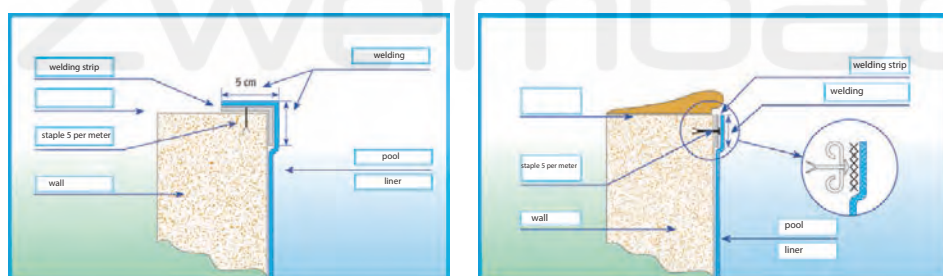 zwembad
welding strip
welding
5 cm
staple 5 per meter
wall
pool
liner
welding strip
welding
staple 5 per meter
wall
pool
liner